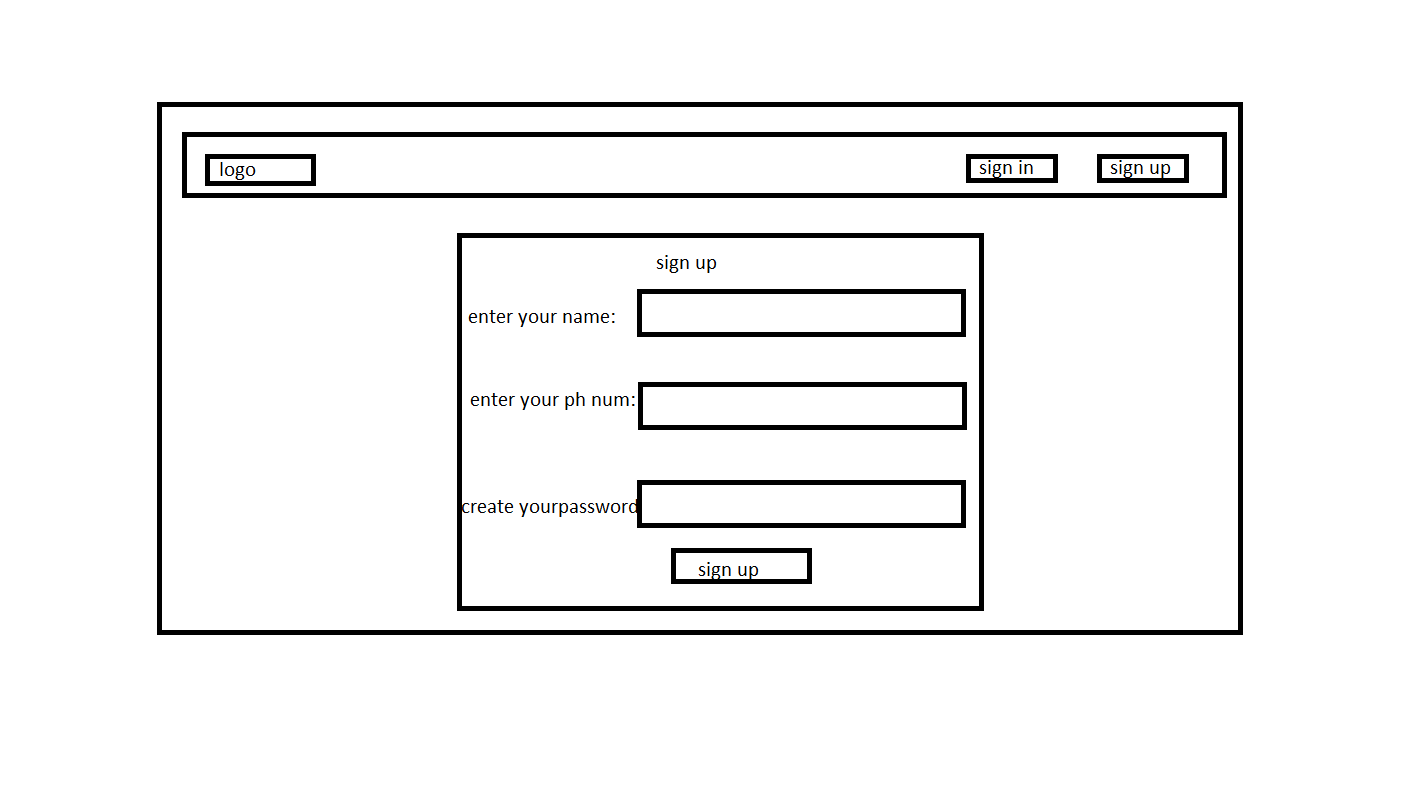 logo
sign in
sign up
sign up
enter your name:
enter your ph num:
create yourpassword
sign up